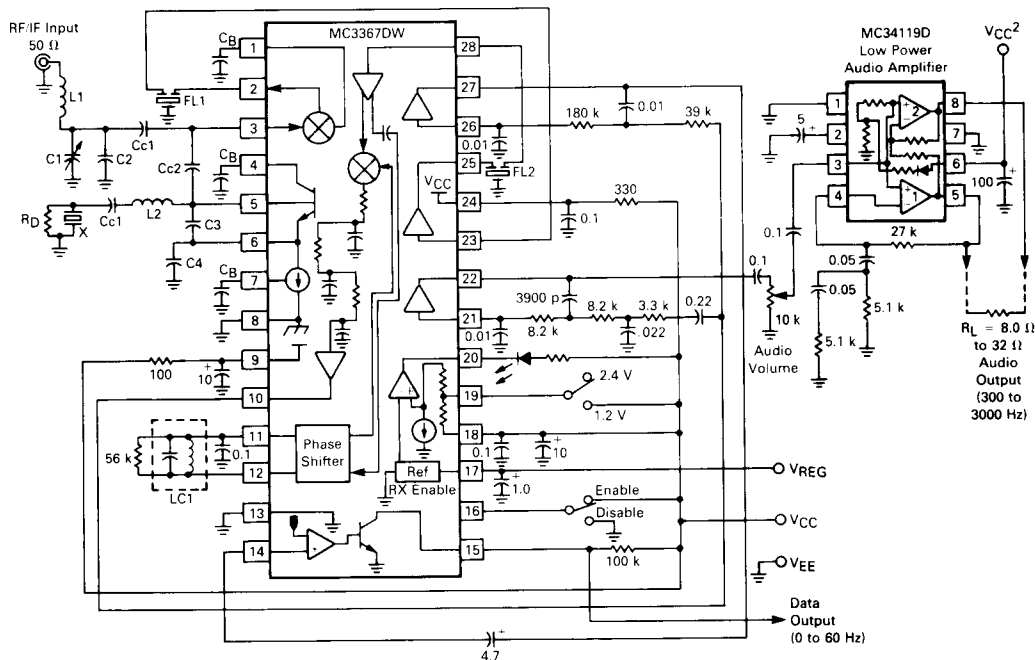 RF/IF Input
50 Ω
L1
C1
C2
Cc1
Cc2
RD
X
Cc1
L2
C3
C4
CB
CB
CB
FL1
MC3367DW
1
2
3
4
5
6
7
8
9
10
11
12
13
14
28
27
26
25
24
23
22
21
20
19
18
17
16
15
100
10
+
56 k
0.1
LC1
Phase
Shifter
Ref
RX Enable
+
+
4.7
+
0.01
180 k
0.01
39 k
FL2
VCC
0.1
330
3900 p
0.01
8.2 k
8.2 k
.022
3.3 k
0.22
2.4 V
1.2 V
0.1
+
10
+
1.0
Enable
Disable
100 k
VREG
VCC
VEE
Data
Output
(0 to 60 Hz)
0.1
10 k
Audio
Volume
0.1
MC34119D
Low Power
Audio Amplifier
1
2
3
4
8
7
6
5
5
+
+
-
2
+
-
1
VCC2
100
+
27 k
0.05
0.05
5.1 k
5.1 k
RL = 8.0 Ω
to 32 Ω
Audio
Output
(300 to
3000 Hz)